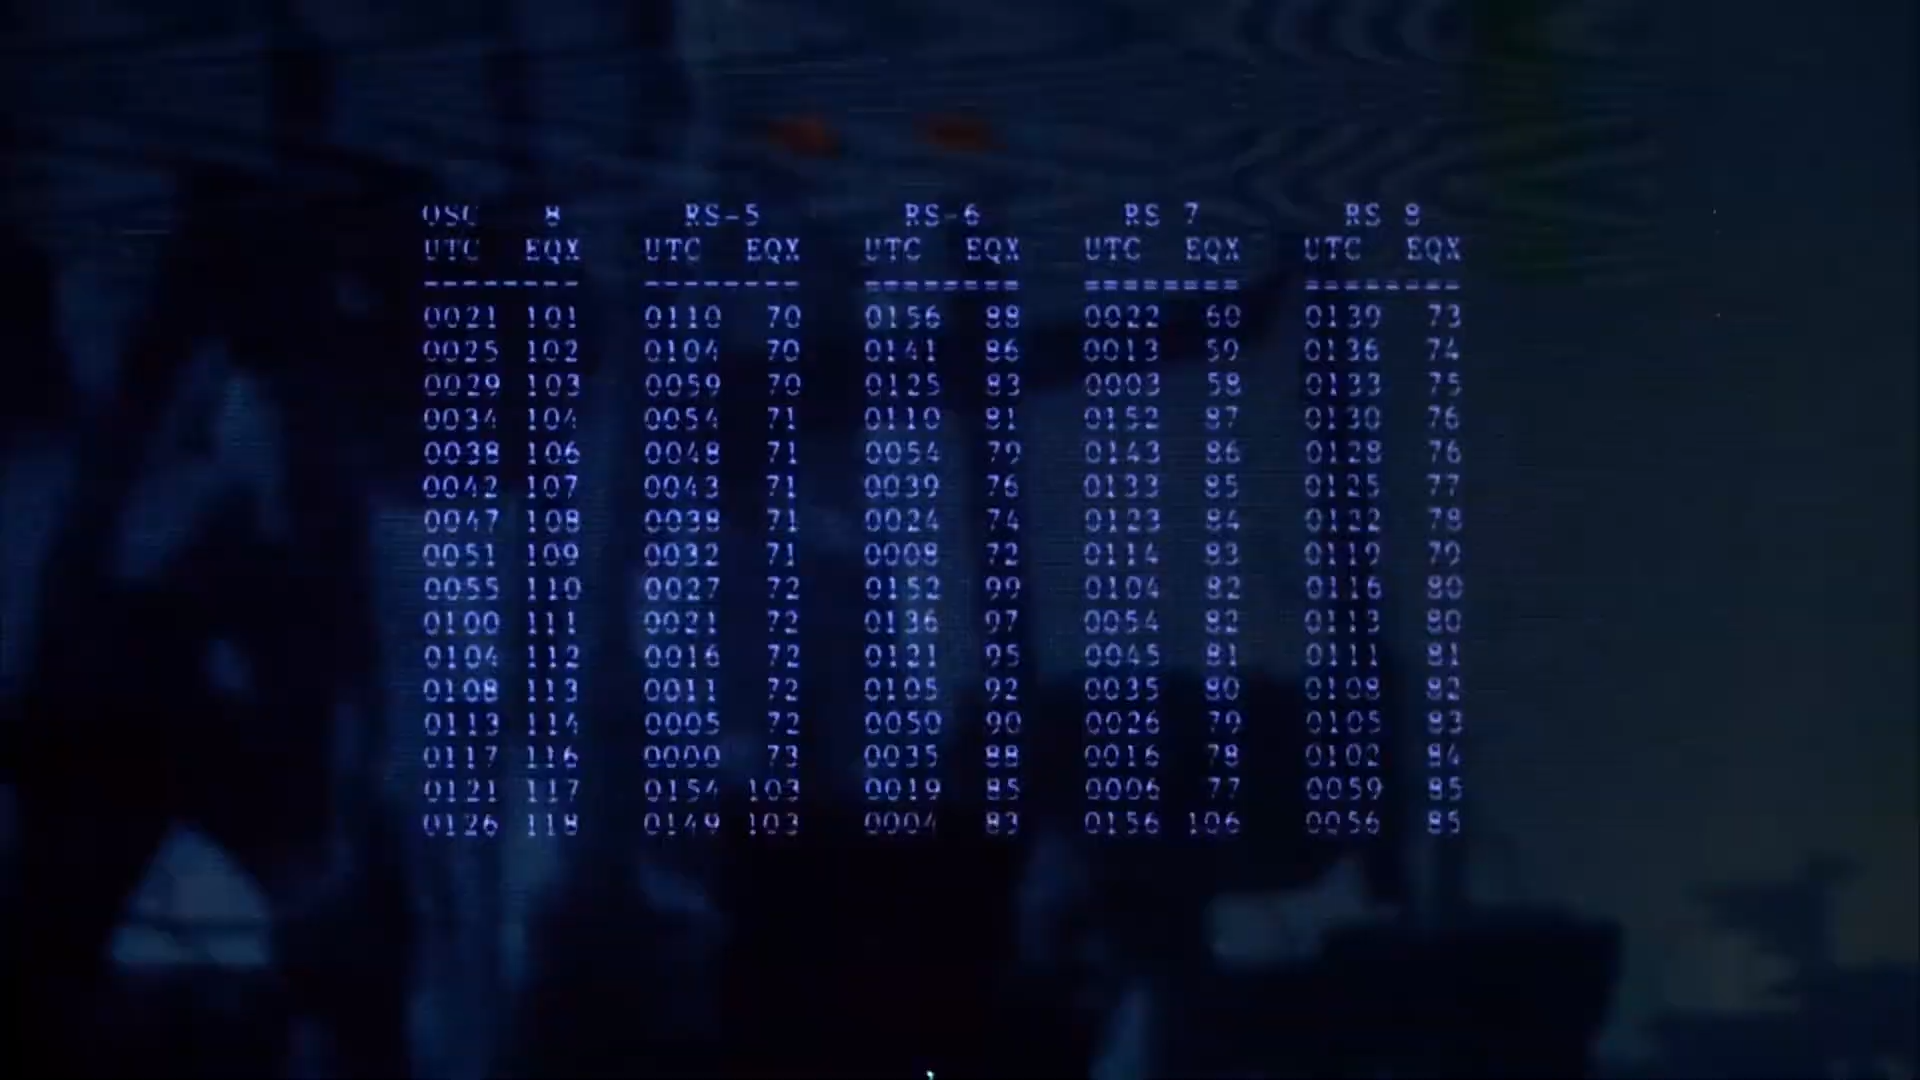 OSC 8 RS-5 RS-6 RS 7 RS 8
UTC EQX UTC EQX UTC EQX UTC EQX UTC EQX
-------- -------- ======== ======== --------
0021 101 0110 70 0156 88 0022 60 0139 73
0025 102 0104 70 0141 86 0013 59 0136 74
0029 103 0059 70 0125 83 0003 58 0133 75
0034 104 0054 71 0110 81 0152 87 0130 76
0038 106 0048 71 0054 79 0143 86 0128 76
0042 107 0043 71 0039 76 0133 85 0125 77
0047 108 0038 71 0024 74 0123 84 0122 78
0051 109 0032 71 0008 72 0114 83 0119 79
0055 110 0027 72 0152 99 0104 82 0116 80
0100 111 0021 72 0136 97 0054 82 0113 80
0104 112 0016 72 0121 95 0045 81 0111 81
0108 113 0011 72 0105 92 0035 80 0108 82
0113 114 0005 72 0050 90 0026 79 0105 83
0117 116 0000 73 0035 88 0016 78 0102 84
0121 117 0154 103 0019 85 0006 77 0059 85
0126 118 0149 103 0004 83 0156 106 0056 85